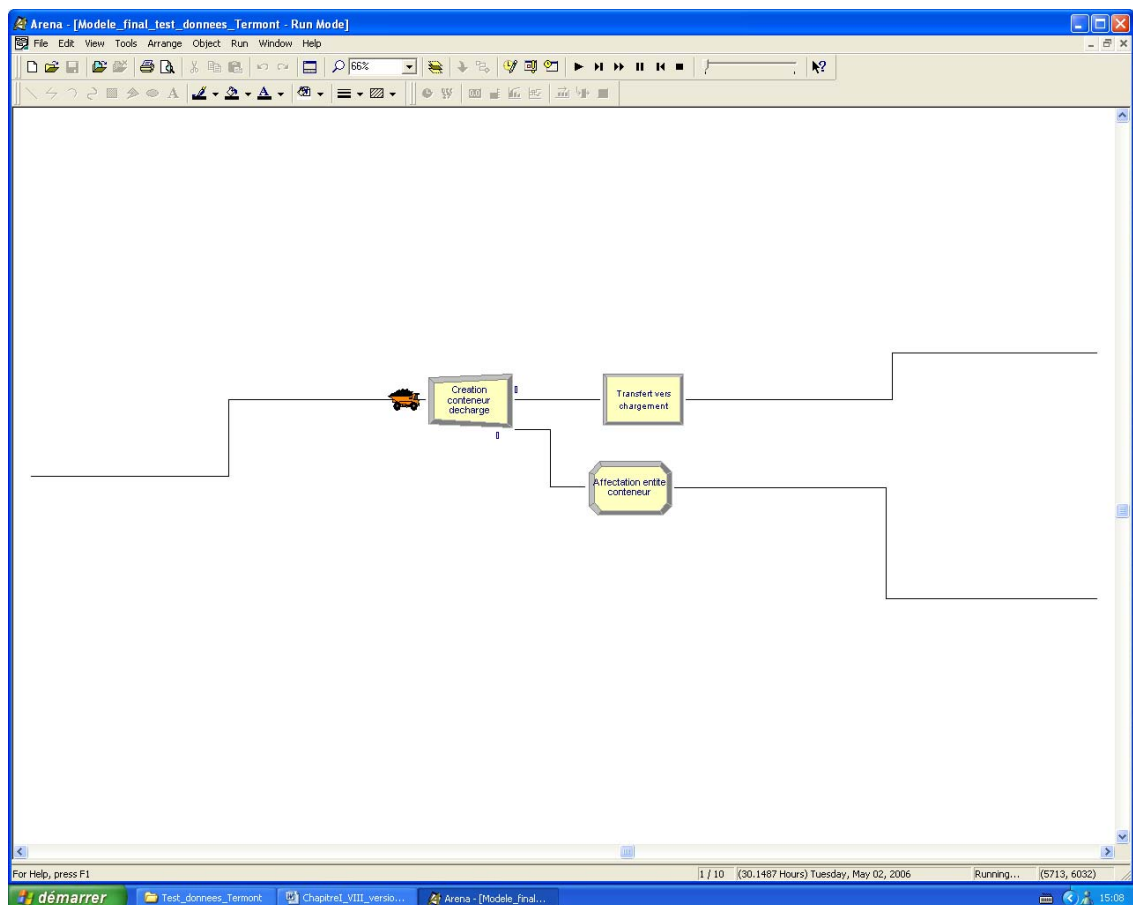 Arena - [Modele_final_test_donnees_Termont - Run Mode]
File Edit View Tools Arrange Object Run Window Help
66%
Creation
conteneur
decharge
Transfert vers
chargement
Affectation entite
conteneur
For Help, press F1
1 / 10 (30.1487 Hours) Tuesday, May 02, 2006 Running... (5713, 6032)
démarrer Test_donnees_Termont ChapitreI_VIII_versio... Arena - [Modele_final... 15:08